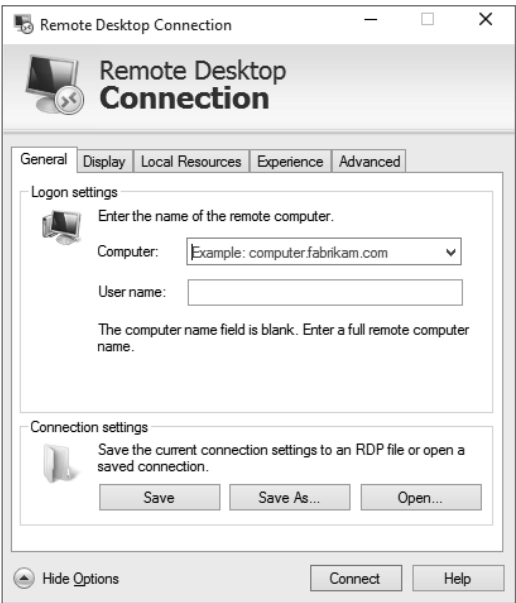 Remote Desktop Connection
Remote Desktop
Connection
General Display Local Resources Experience Advanced
Logon settings
Enter the name of the remote computer.
Computer: Example: computer.fabrikam.com
User name:
The computer name field is blank. Enter a full remote computer
name.
Connection settings
Save the current connection settings to an RDP file or open a
saved connection.
Save Save As... Open...
Hide Options Connect Help